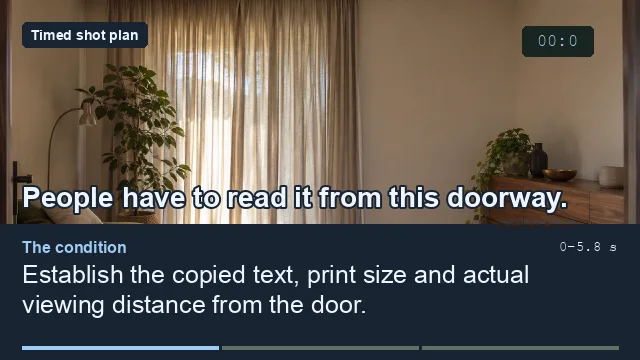 Timed shot plan
00:0
People have to read it from this doorway.
The condition
0–5.8 s
Establish the copied text, print size and actual
viewing distance from the door.